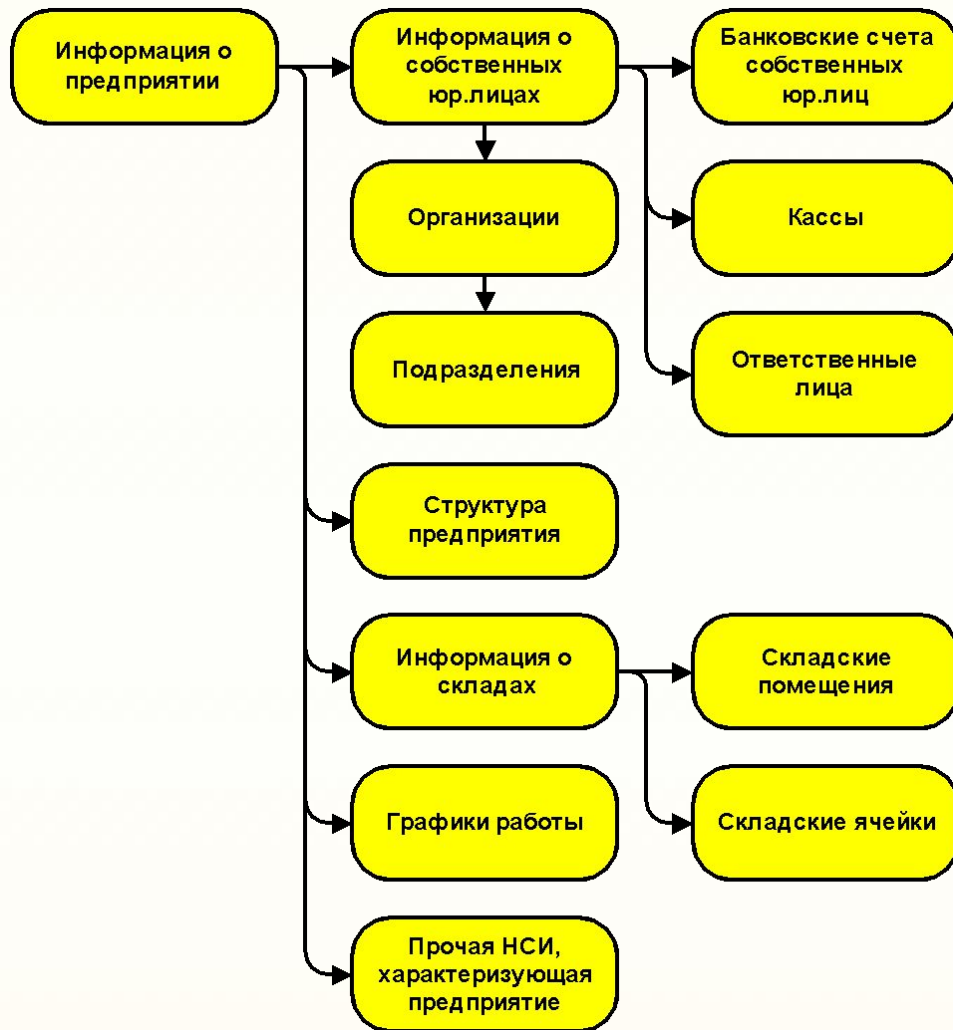 Информация о
предприятии
Информация о
собственных
юр.лицах
Банковские счета
собственных
юр.лиц
Организации
Кассы
Подразделения
Ответственные
лица
Структура
предприятия
Информация о
складах
Складские
помещения
Графики работы
Складские ячейки
Прочая НСИ,
характеризующая
предприятие